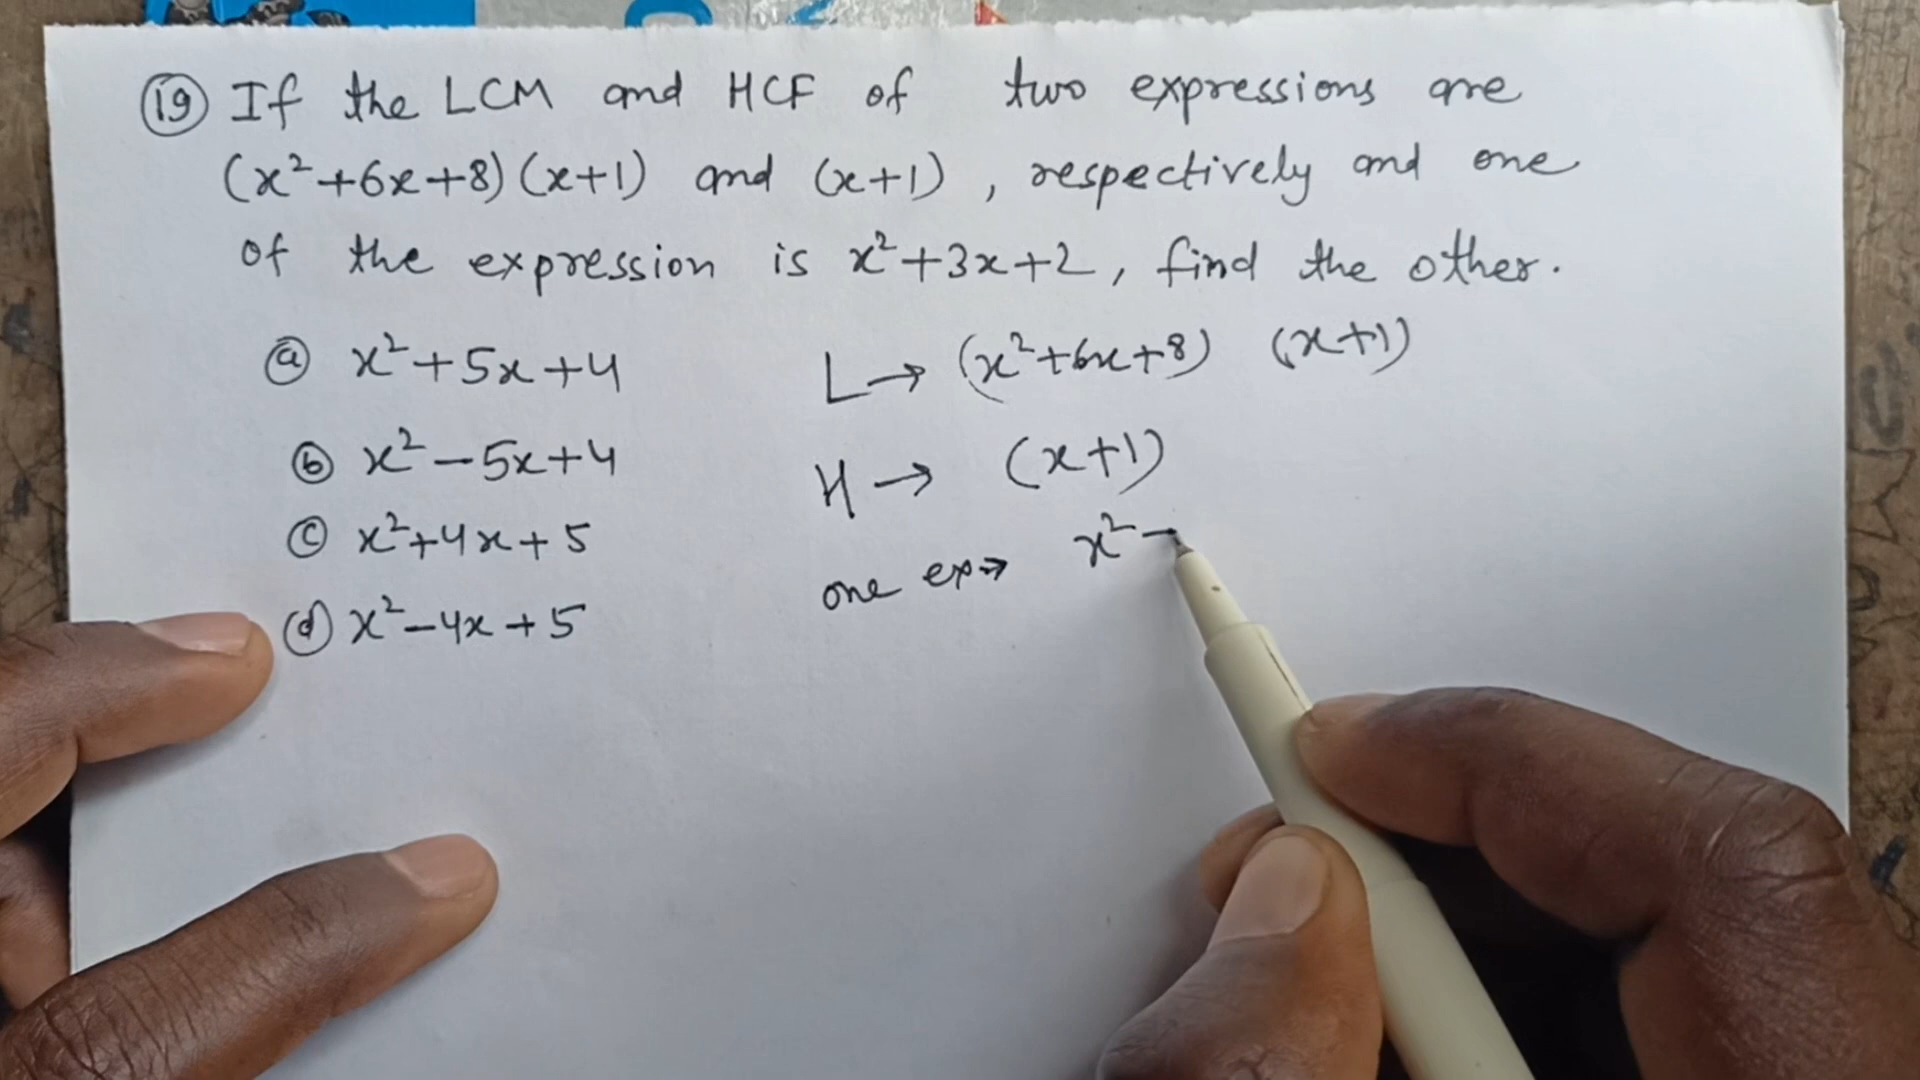 19 If the LCM and HCF of two expressions are
(x²+6x+8)(x+1) and (x+1), respectively and one
of the expression is x²+3x+2, find the other.
a x²+5x+4
b x²-5x+4
c x²+4x+5
d x²-4x+5
L→ (x²+6x+8) (x+1)
H→ (x+1)
one exp→ x²-